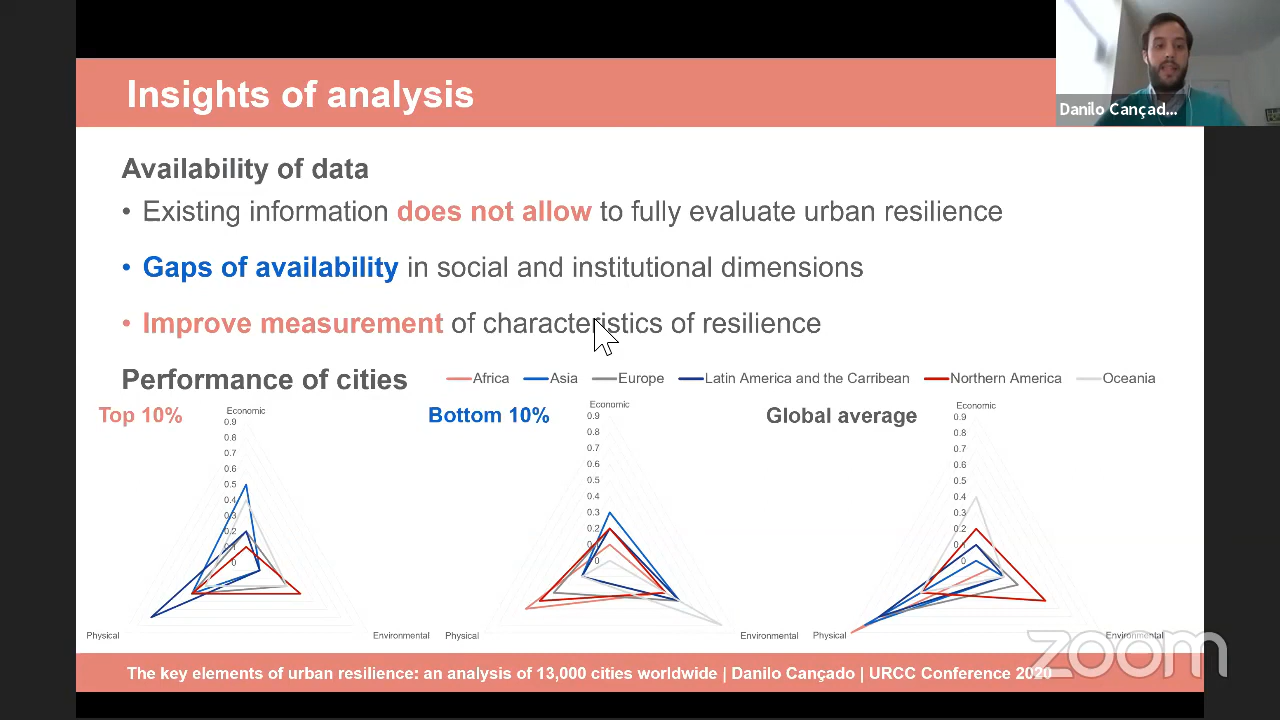 Insights of analysis
Danilo Cançad...
Availability of data
• Existing information does not allow to fully evaluate urban resilience
• Gaps of availability in social and institutional dimensions
• Improve measurement of characteristics of resilience
Performance of cities
Africa Asia Europe Latin America and the Carribean Northern America Oceania
Top 10%
Economic
0.9
0.8
0.7
0.6
0.5
0.4
0.3
0.2
0.1
0
Physical
Environmental
Bottom 10%
Economic
0.9
0.8
0.7
0.6
0.5
0.4
0.3
0.2
0.1
0
Physical
Environmental
Global average
Economic
0.9
0.8
0.7
0.6
0.5
0.4
0.3
0.2
0.1
0
Physical
Environmental
zoom
The key elements of urban resilience: an analysis of 13,000 cities worldwide | Danilo Cançado | URCC Conference 2020